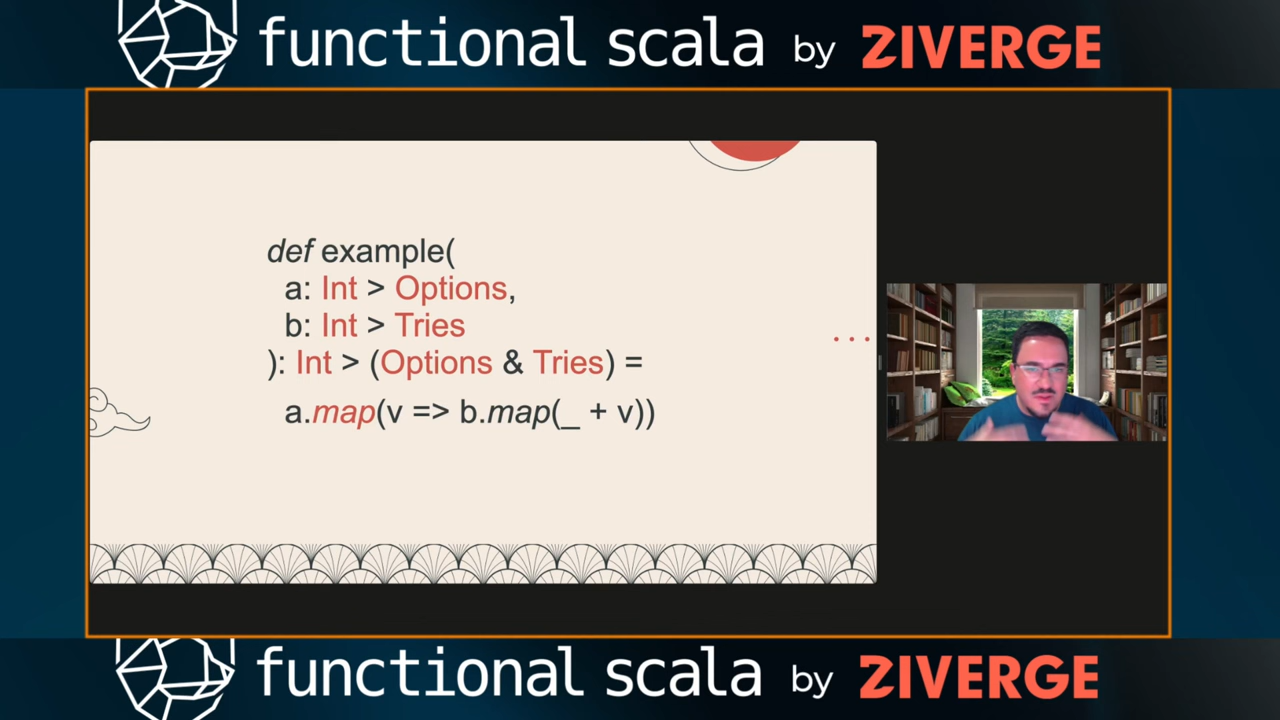 functional scala by ZIVERGE
def example(
a: Int > Options,
b: Int > Tries
): Int > (Options & Tries) =
a.map(v => b.map(_ + v))
functional scala by ZIVERGE